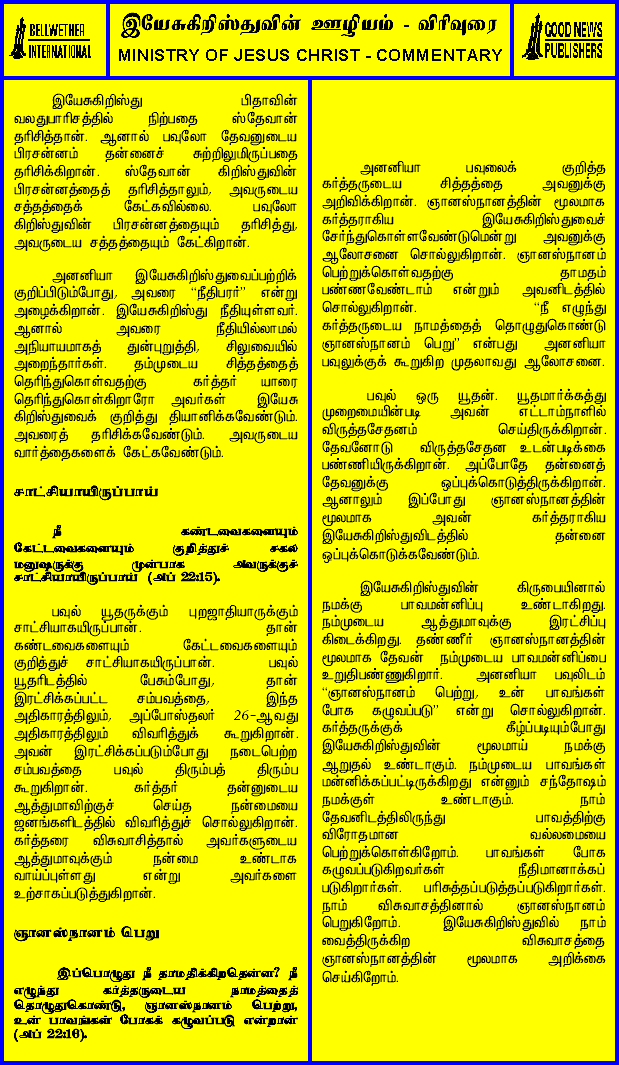 BELLWETHER
INTERNATIONAL
இயேசுகிறிஸ்துவின் ஊழியம் - விரிவுரை
MINISTRY OF JESUS CHRIST - COMMENTARY
GOOD NEWS
PUBLISHERS
இயேசுகிறிஸ்து பிதாவின்
வலதுபாரிசத்தில் நிற்பதை ஸ்தேவான்
தரிசித்தான். ஆனால் பவுலோ தேவனுடைய
பிரசன்னம் தன்னைச் சுற்றிலுமிருப்பதை
தரிசிக்கிறான். ஸ்தேவான் கிறிஸ்துவின்
பிரசன்னத்தைத் தரிசித்தாலும், அவருடைய
சத்தத்தைக் கேட்கவில்லை. பவுலோ
கிறிஸ்துவின் பிரசன்னத்தையும் தரிசித்து,
அவருடைய சத்தத்தையும் கேட்கிறான்.
அனனியா இயேசுகிறிஸ்துவைப்பற்றிக்
குறிப்பிடும்போது, அவரை “நீதிபரர்” என்று
அழைக்கிறான். இயேசுகிறிஸ்து நீதியுள்ளவர்.
ஆனால் அவரை நீதியில்லாமல்
அநியாயமாகத் துன்புறுத்தி, சிலுவையில்
அறைந்தார்கள். தம்முடைய சித்தத்தைத்
தெரிந்துகொள்வதற்கு கர்த்தர் யாரை
தெரிந்துகொள்கிறாரோ அவர்கள் இயேசு
கிறிஸ்துவைக் குறித்து தியானிக்கவேண்டும்.
அவரைத் தரிசிக்கவேண்டும். அவருடைய
வார்த்தைகளைக் கேட்கவேண்டும்.
சாட்சியாயிருப்பாய்
நீ கண்டவைகளையும்
கேட்டவைகளையும் குறித்துச் சகல
மனுஷருக்கு முன்பாக அவருக்குச்
சாட்சியாயிருப்பாய் (அப் 22:15).
பவுல் யூதருக்கும் புறஜாதியாருக்கும்
சாட்சியாகயிருப்பான். தான்
கண்டவைகளையும் கேட்டவைகளையும்
குறித்துச் சாட்சியாகயிருப்பான். பவுல்
யூதரிடத்தில் பேசும்போது, தான்
இரட்சிக்கப்பட்ட சம்பவத்தை, இந்த
அதிகாரத்திலும், அப்போஸ்தலர் 26-ஆவது
அதிகாரத்திலும் விவரித்துக் கூறுகிறான்.
அவன் இரட்சிக்கப்படும்போது நடைபெற்ற
சம்பவத்தை பவுல் திரும்பத் திரும்ப
கூறுகிறான். கர்த்தர் தன்னுடைய
ஆத்துமாவிற்குச் செய்த நன்மையை
ஜனங்களிடத்தில் விவரித்துச் சொல்லுகிறான்.
கர்த்தரை விசுவாசித்தால் அவர்களுடைய
ஆத்துமாவுக்கும் நன்மை உண்டாக
வாய்ப்புள்ளது என்று அவர்களை
உற்சாகப்படுத்துகிறான்.
ஞானஸ்நானம் பெறு
இப்பொழுது நீ தாமதிக்கிறதென்ன? நீ
எழுந்து கர்த்தருடைய நாமத்தைத்
தொழுதுகொண்டு, ஞானஸ்நானம் பெற்று,
உன் பாவங்கள் போகக் கழுவப்படு என்றான்
(அப் 22:16).
அனனியா பவுலைக் குறித்த
கர்த்தருடைய சித்தத்தை அவனுக்கு
அறிவிக்கிறான். ஞானஸ்நானத்தின் மூலமாக
கர்த்தராகிய இயேசுகிறிஸ்துவைச்
சேர்ந்துகொள்ளவேண்டுமென்று அவனுக்கு
ஆலோசனை சொல்லுகிறான். ஞானஸ்நானம்
பெற்றுக்கொள்வதற்கு தாமதம்
பண்ணவேண்டாம் என்றும் அவனிடத்தில்
சொல்லுகிறான். “நீ எழுந்து
கர்த்தருடைய நாமத்தைத் தொழுதுகொண்டு
ஞானஸ்நானம் பெறு” என்பது அனனியா
பவுலுக்குக் கூறுகிற முதலாவது ஆலோசனை.
பவுல் ஒரு யூதன். யூதமார்க்கத்து
முறைமையின்படி அவன் எட்டாம்நாளில்
விருத்தசேதனம் செய்திருக்கிறான்.
தேவனோடு விருத்தசேதன உடன்படிக்கை
பண்ணியிருக்கிறான். அப்போதே தன்னைத்
தேவனுக்கு ஒப்புக்கொடுத்திருக்கிறான்.
ஆனாலும் இப்போது ஞானஸ்நானத்தின்
மூலமாக அவன் கர்த்தராகிய
இயேசுகிறிஸ்துவிடத்தில் தன்னை
ஒப்புக்கொடுக்கவேண்டும்.
இயேசுகிறிஸ்துவின் கிருபையினால்
நமக்கு பாவமன்னிப்பு உண்டாகிறது.
நம்முடைய ஆத்துமாவுக்கு இரட்சிப்பு
கிடைக்கிறது. தண்ணீர் ஞானஸ்நானத்தின்
மூலமாக தேவன் நம்முடைய பாவமன்னிப்பை
உறுதிபண்ணுகிறார். அனனியா பவுலிடம்
“ஞானஸ்நானம் பெற்று, உன் பாவங்கள்
போக கழுவப்படு” என்று சொல்லுகிறான்.
கர்த்தருக்குக் கீழ்ப்படியும்போது
இயேசுகிறிஸ்துவின் மூலமாய் நமக்கு
ஆறுதல் உண்டாகும். நம்முடைய பாவங்கள்
மன்னிக்கப்பட்டிருக்கிறது என்னும் சந்தோஷம்
நமக்குள் உண்டாகும். நாம்
தேவனிடத்திலிருந்து பாவத்திற்கு
விரோதமான வல்லமையை
பெற்றுக்கொள்கிறோம். பாவங்கள் போக
கழுவப்படுகிறவர்கள் நீதிமானாக்கப்
படுகிறார்கள். பரிசுத்தப்படுத்தப்படுகிறார்கள்.
நாம் விசுவாசத்தினால் ஞானஸ்நானம்
பெறுகிறோம். இயேசுகிறிஸ்துவில் நாம்
வைத்திருக்கிற விசுவாசத்தை
ஞானஸ்நானத்தின் மூலமாக அறிக்கை
செய்கிறோம்.